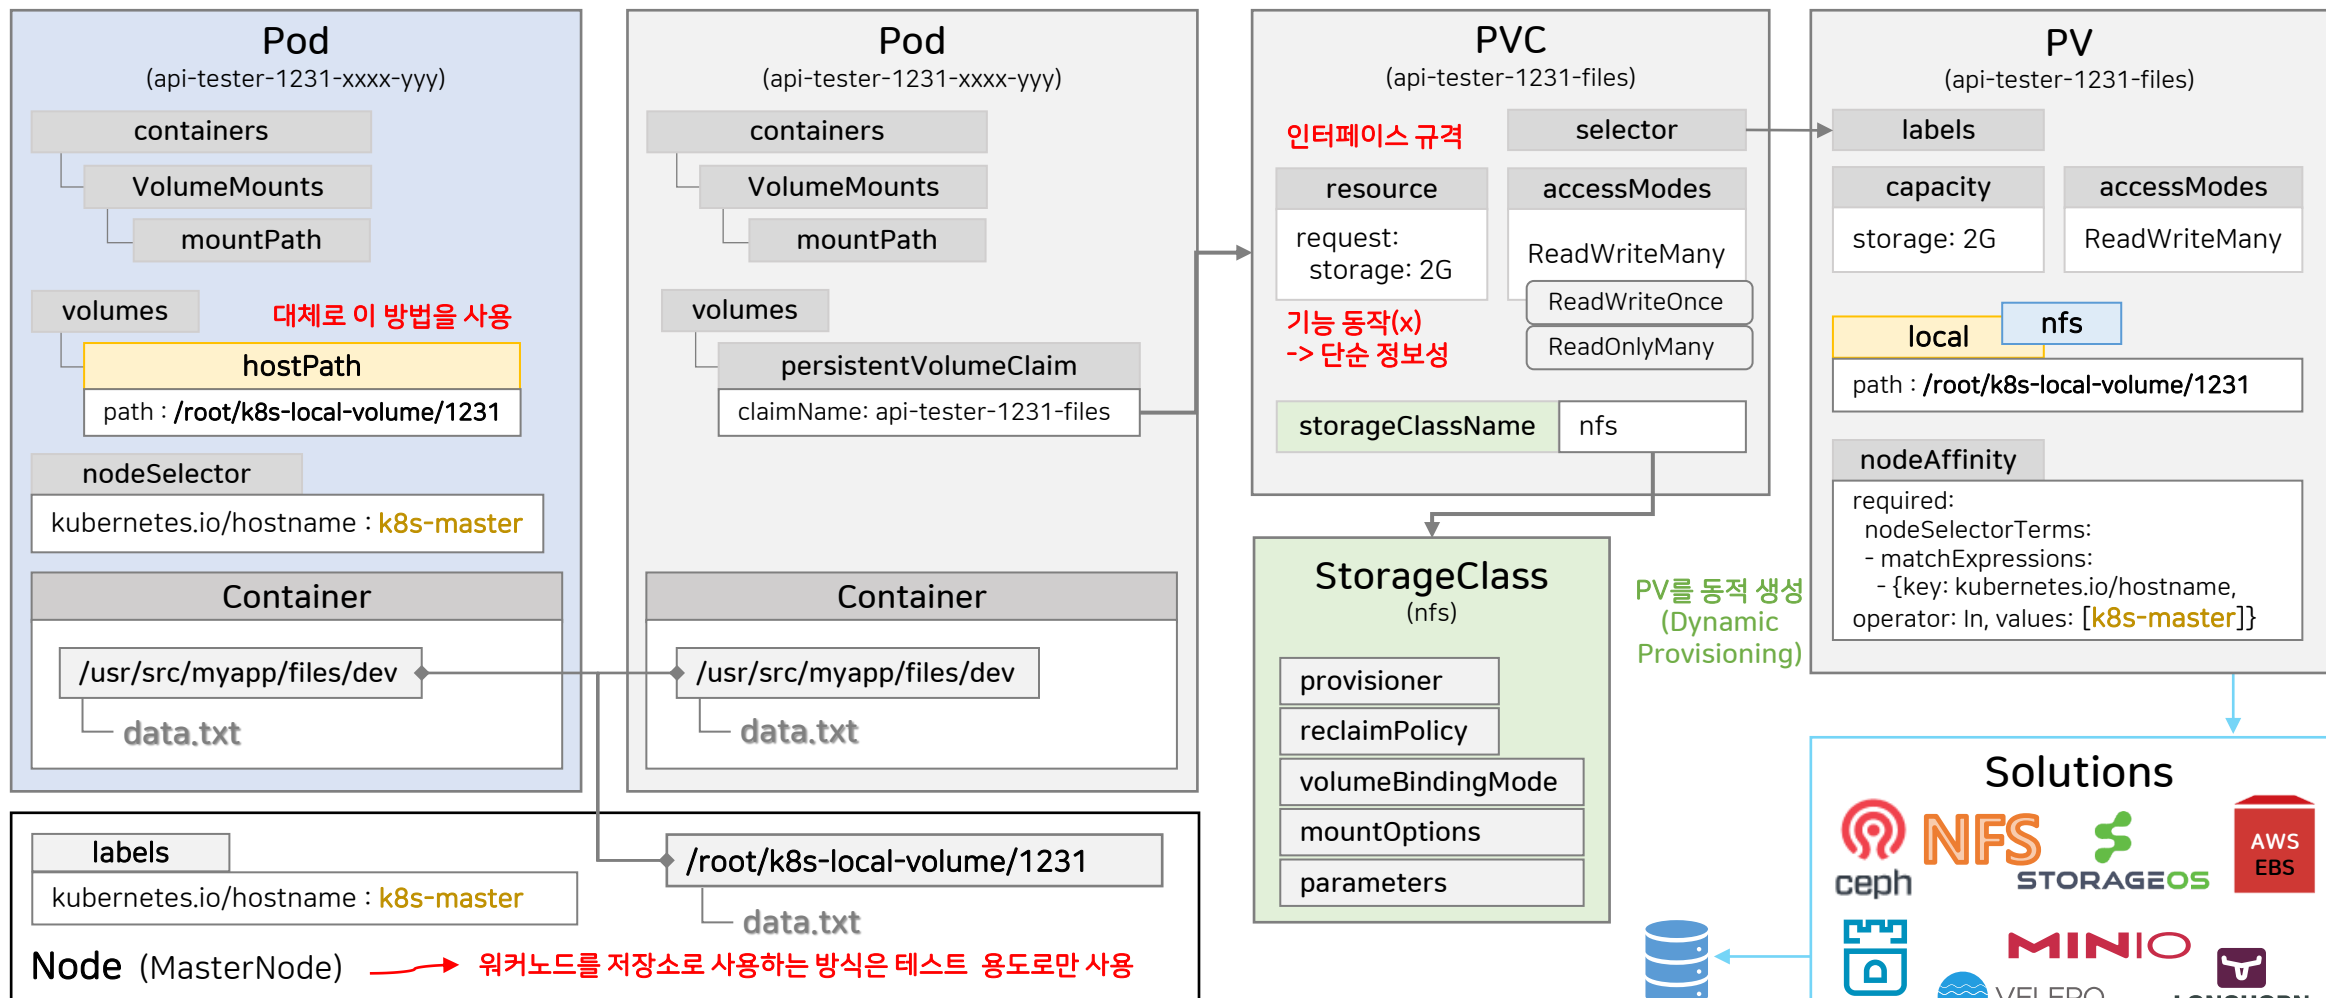 Pod
(api-tester-1231-xxxx-yyy)
containers
VolumeMounts
mountPath
volumes
대체로 이 방법을 사용
hostPath
path : /root/k8s-local-volume/1231
nodeSelector
kubernetes.io/hostname : k8s-master
Container
/usr/src/myapp/files/dev
data.txt
Pod
(api-tester-1231-xxxx-yyy)
containers
VolumeMounts
mountPath
volumes
persistentVolumeClaim
claimName: api-tester-1231-files
Container
/usr/src/myapp/files/dev
data.txt
labels
kubernetes.io/hostname : k8s-master
/root/k8s-local-volume/1231
data.txt
Node (MasterNode)
워커노드를 저장소로 사용하는 방식은 테스트 용도로만 사용
PVC
(api-tester-1231-files)
인터페이스 규격
selector
resource
request:
storage: 2G
accessModes
ReadWriteMany
ReadWriteOnce
ReadOnlyMany
기능 동작(x)
-> 단순 정보성
storageClassName
nfs
StorageClass
(nfs)
provisioner
reclaimPolicy
volumeBindingMode
mountOptions
parameters
PV를 동적 생성
(Dynamic
Provisioning)
PV
(api-tester-1231-files)
labels
capacity
storage: 2G
accessModes
ReadWriteMany
local
nfs
path : /root/k8s-local-volume/1231
nodeAffinity
required:
nodeSelectorTerms:
- matchExpressions:
- {key: kubernetes.io/hostname,
operator: In, values: [k8s-master]}
Solutions
ceph
NFS
STORAGEOS
AWS
EBS
MINIO
VELERO
LONGHORN